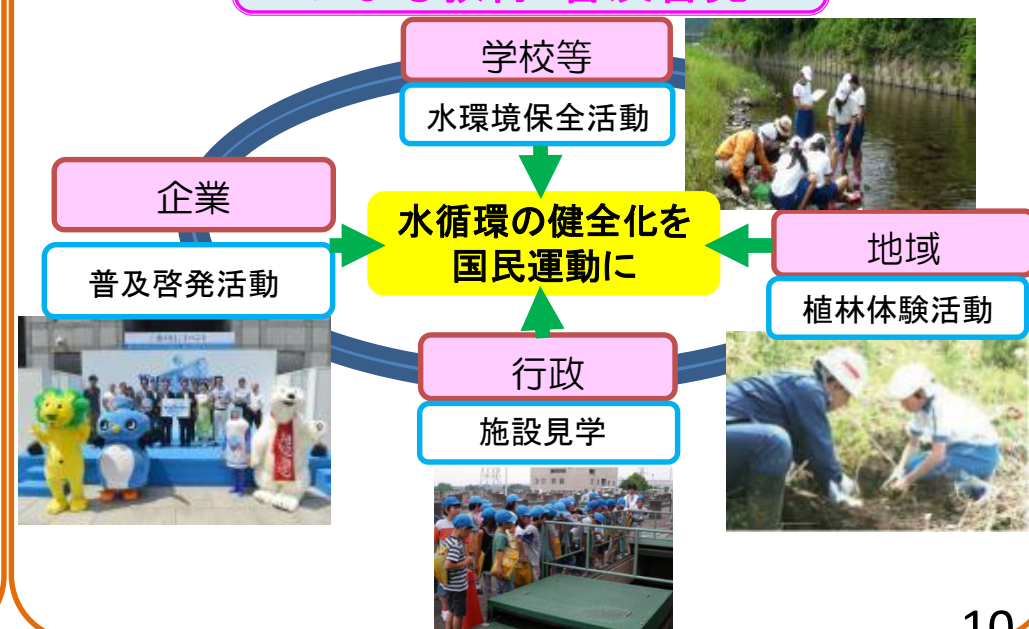 学校等
水環境保全活動
企業
普及啓発活動
水循環の健全化を
国民運動に
地域
植林体験活動
行政
施設見学
10